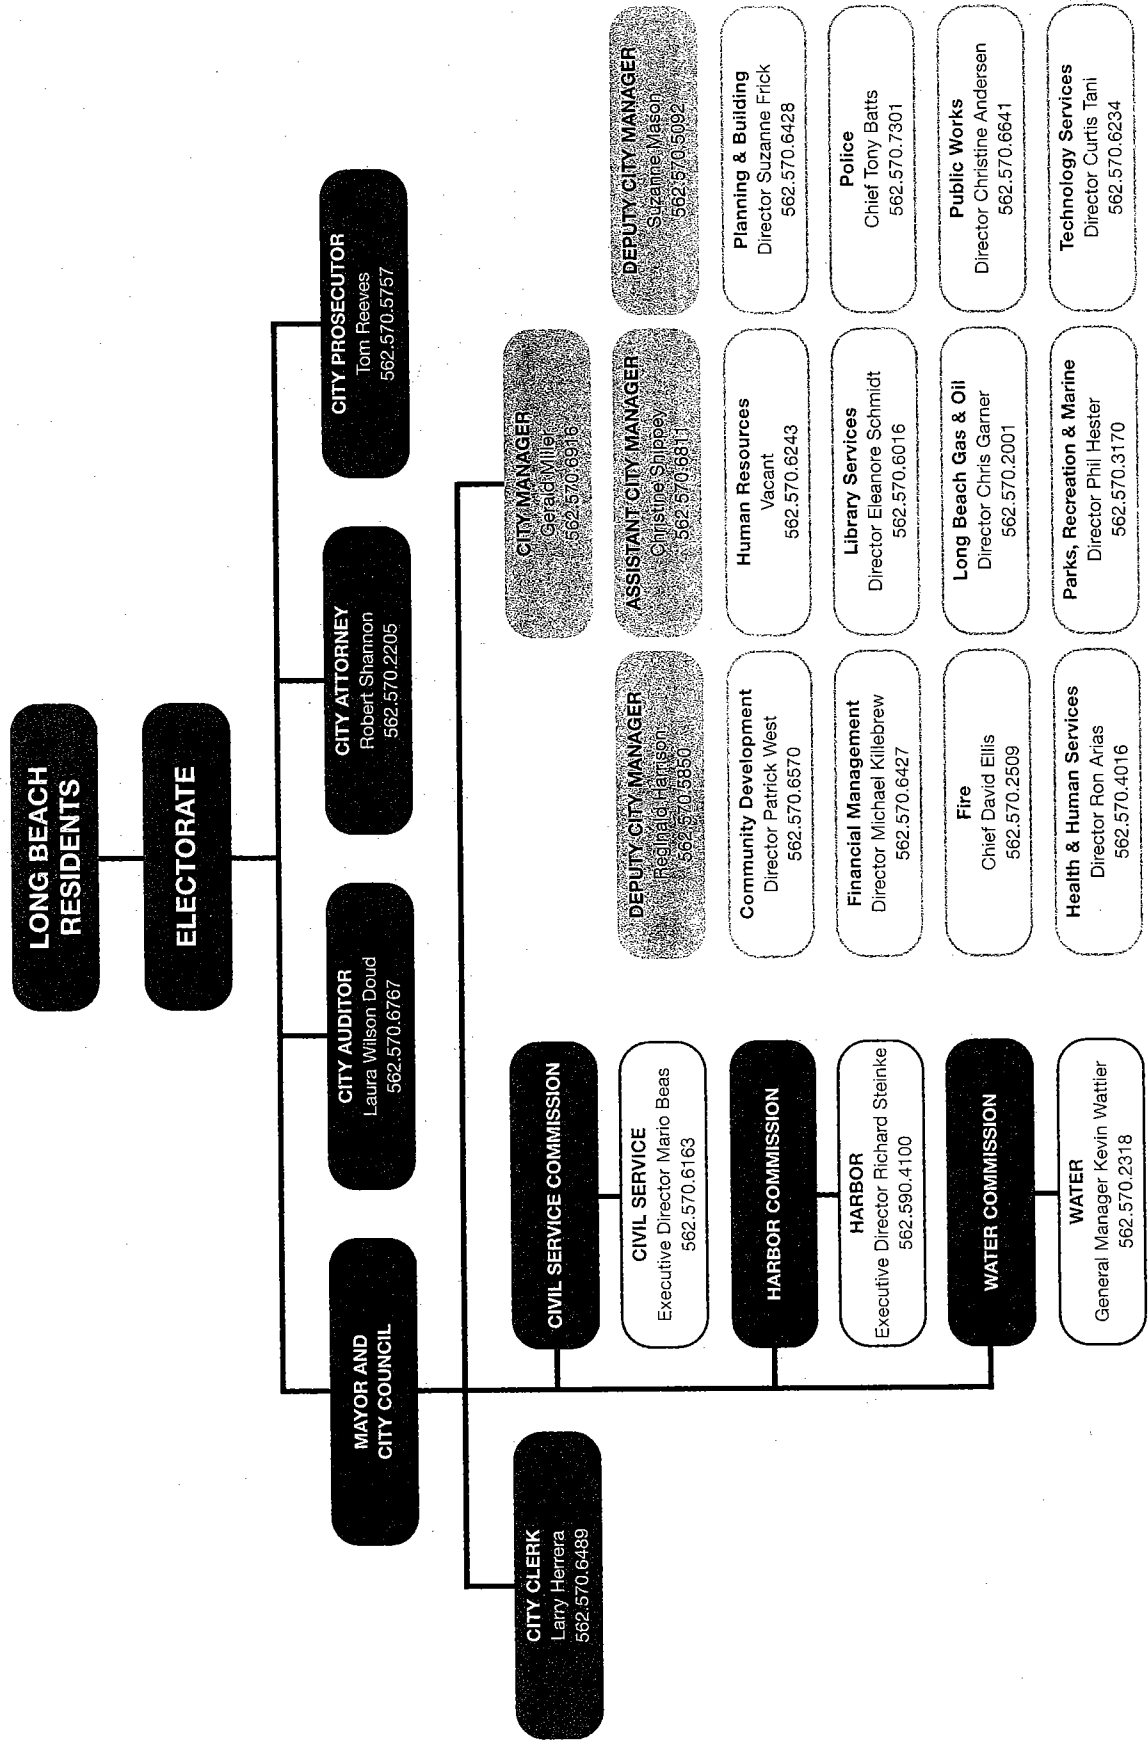 LONG BEACH
RESIDENTS
ELECTORATE
MAYOR AND
CITY COUNCIL
CITY AUDITOR
Laura Wilson Doud
562.570.6767
CITY ATTORNEY
Robert Shannon
562.570.2205
CITY PROSECUTOR
Tom Reeves
562.570.5757
CITY CLERK
Larry Herrera
562.570.6489
CIVIL SERVICE COMMISSION
CIVIL SERVICE
Executive Director Mario Beas
562.570.6163
HARBOR COMMISSION
HARBOR
Executive Director Richard Steinke
562.590.4100
WATER COMMISSION
WATER
General Manager Kevin Wattier
562.570.2318
CITY MANAGER
Gerald Miller
562.570.6916
DEPUTY CITY MANAGER
Reginald Harrison
562.570.5850
ASSISTANT CITY MANAGER
Christine Shippey
562.570.6811
DEPUTY CITY MANAGER
Suzanne Mason
562.570.5092
Community Development
Director Patrick West
562.570.6570
Human Resources
Vacant
562.570.6243
Planning & Building
Director Suzanne Frick
562.570.6428
Financial Management
Director Michael Killebrew
562.570.6427
Library Services
Director Eleanore Schmidt
562.570.6016
Police
Chief Tony Batts
562.570.7301
Fire
Chief David Ellis
562.570.2509
Long Beach Gas & Oil
Director Chris Garner
562.570.2001
Public Works
Director Christine Andersen
562.570.6641
Health & Human Services
Director Ron Arias
562.570.4016
Parks, Recreation & Marine
Director Phil Hester
562.570.3170
Technology Services
Director Curtis Tani
562.570.6234